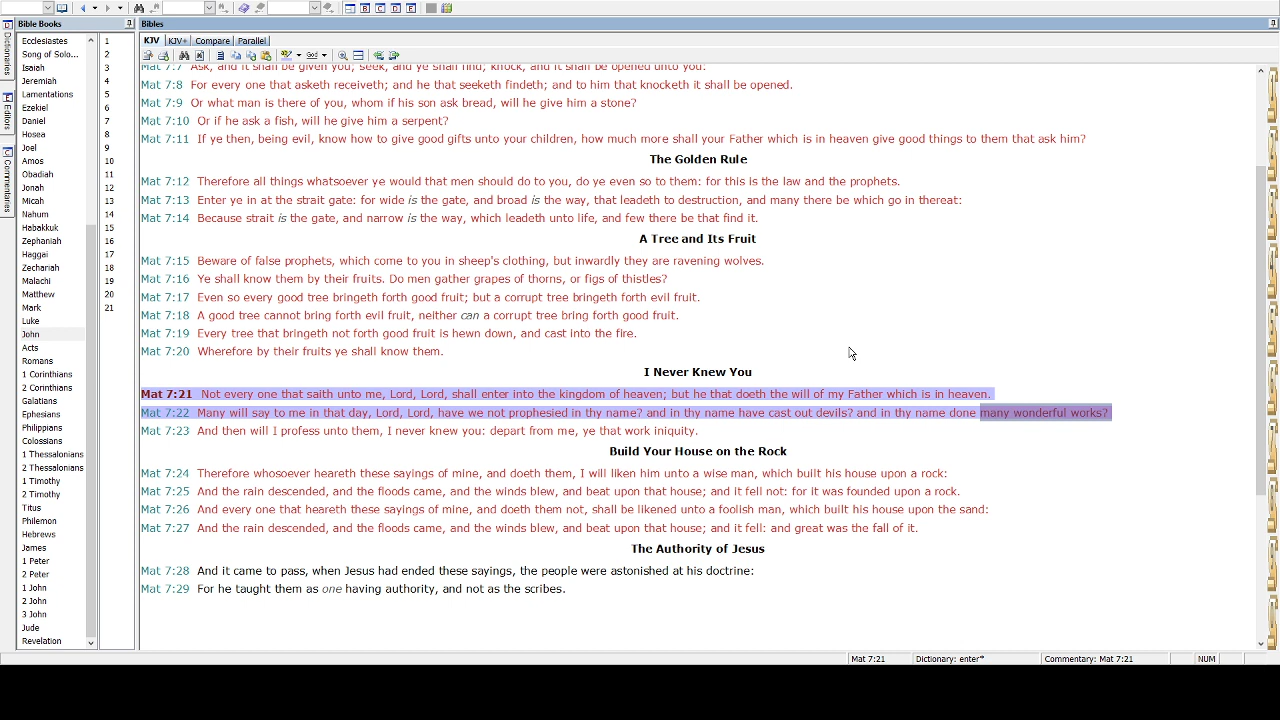 Bible Books
Bibles
Dictionaries
Editors
Commentaries
KJV KJV+ Compare Parallel
B C D E
God
Ecclesiastes
Song of Solo...
Isaiah
Jeremiah
Lamentations
Ezekiel
Daniel
Hosea
Joel
Amos
Obadiah
Jonah
Micah
Nahum
Habakkuk
Zephaniah
Haggai
Zechariah
Malachi
Matthew
Mark
Luke
John
Acts
Romans
1 Corinthians
2 Corinthians
Galatians
Ephesians
Philippians
Colossians
1 Thessalonians
2 Thessalonians
1 Timothy
2 Timothy
Titus
Philemon
Hebrews
James
1 Peter
2 Peter
1 John
2 John
3 John
Jude
Revelation
1
2
3
4
5
6
7
8
9
10
11
12
13
14
15
16
17
18
19
20
21
Mat 7:7 Ask, and it shall be given you; seek, and ye shall find; knock, and it shall be opened unto you:
Mat 7:8 For every one that asketh receiveth; and he that seeketh findeth; and to him that knocketh it shall be opened.
Mat 7:9 Or what man is there of you, whom if his son ask bread, will he give him a stone?
Mat 7:10 Or if he ask a fish, will he give him a serpent?
Mat 7:11 If ye then, being evil, know how to give good gifts unto your children, how much more shall your Father which is in heaven give good things to them that ask him?
The Golden Rule
Mat 7:12 Therefore all things whatsoever ye would that men should do to you, do ye even so to them: for this is the law and the prophets.
Mat 7:13 Enter ye in at the strait gate: for wide is the gate, and broad is the way, that leadeth to destruction, and many there be which go in thereat:
Mat 7:14 Because strait is the gate, and narrow is the way, which leadeth unto life, and few there be that find it.
A Tree and Its Fruit
Mat 7:15 Beware of false prophets, which come to you in sheep's clothing, but inwardly they are ravening wolves.
Mat 7:16 Ye shall know them by their fruits. Do men gather grapes of thorns, or figs of thistles?
Mat 7:17 Even so every good tree bringeth forth good fruit; but a corrupt tree bringeth forth evil fruit.
Mat 7:18 A good tree cannot bring forth evil fruit, neither can a corrupt tree bring forth good fruit.
Mat 7:19 Every tree that bringeth not forth good fruit is hewn down, and cast into the fire.
Mat 7:20 Wherefore by their fruits ye shall know them.
I Never Knew You
Mat 7:21 Not every one that saith unto me, Lord, Lord, shall enter into the kingdom of heaven; but he that doeth the will of my Father which is in heaven.
Mat 7:22 Many will say to me in that day, Lord, Lord, have we not prophesied in thy name? and in thy name have cast out devils? and in thy name done many wonderful works?
Mat 7:23 And then will I profess unto them, I never knew you: depart from me, ye that work iniquity.
Build Your House on the Rock
Mat 7:24 Therefore whosoever heareth these sayings of mine, and doeth them, I will liken him unto a wise man, which built his house upon a rock:
Mat 7:25 And the rain descended, and the floods came, and the winds blew, and beat upon that house; and it fell not: for it was founded upon a rock.
Mat 7:26 And every one that heareth these sayings of mine, and doeth them not, shall be likened unto a foolish man, which built his house upon the sand:
Mat 7:27 And the rain descended, and the floods came, and the winds blew, and beat upon that house; and it fell: and great was the fall of it.
The Authority of Jesus
Mat 7:28 And it came to pass, when Jesus had ended these sayings, the people were astonished at his doctrine:
Mat 7:29 For he taught them as one having authority, and not as the scribes.
Mat 7:21 Dictionary: enter* Commentary: Mat 7:21 NUM